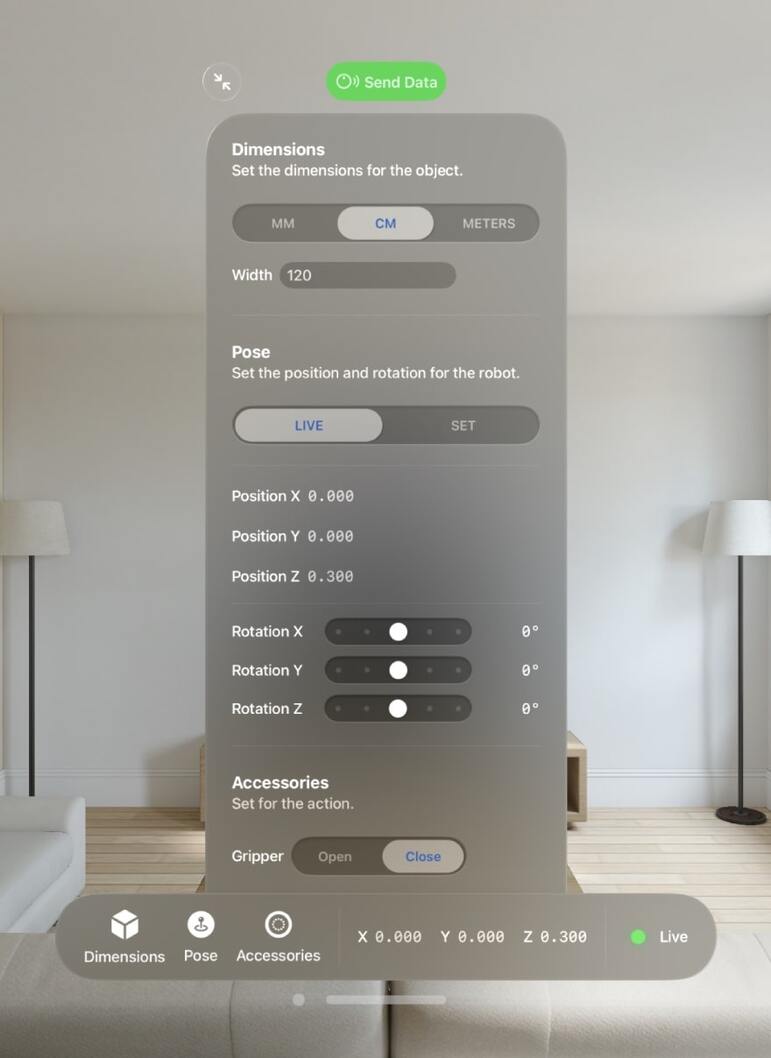 Send Data
Dimensions
Set the dimensions for the object.
MM CM METERS
Width 120
Pose
Set the position and rotation for the robot.
LIVE SET
Position X 0.000
Position Y 0.000
Position Z 0.300
Rotation X 0°
Rotation Y 0°
Rotation Z 0°
Accessories
Set for the action.
Gripper Open Close
Dimensions Pose Accessories X 0.000 Y 0.000 Z 0.300 Live